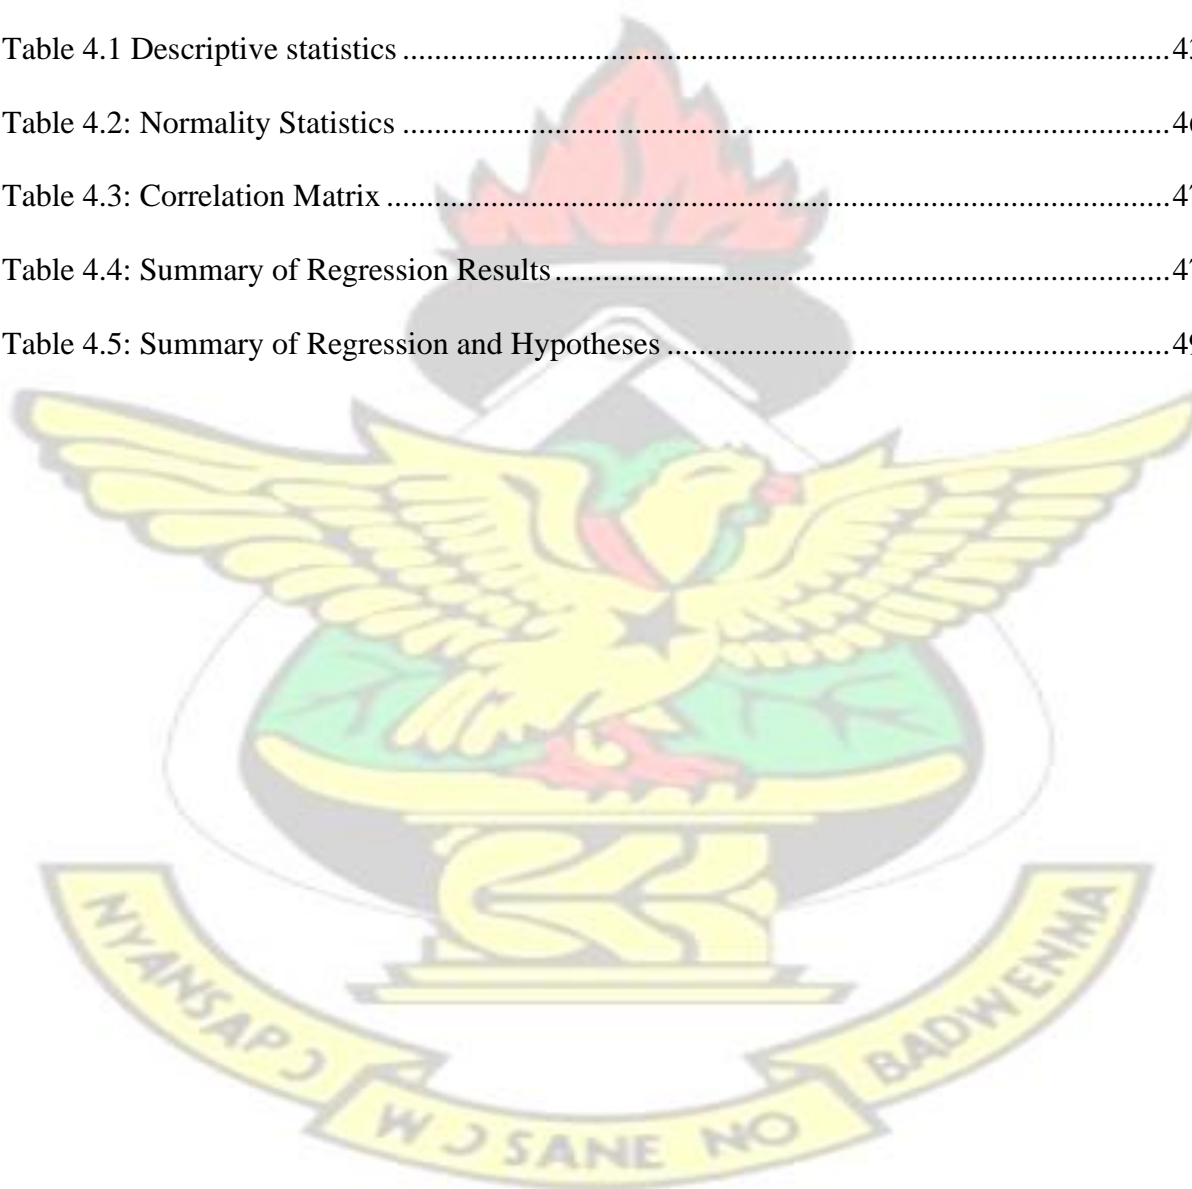 Table 4.1 Descriptive statistics ........................................................................................... 4
Table 4.2: Normality Statistics ........................................................................................... 4
Table 4.3: Correlation Matrix ............................................................................................. 4
Table 4.4: Summary of Regression Results ......................................................................... 4
Table 4.5: Summary of Regression and Hypotheses ............................................................ 4
NYANSAPƆ WƆSANE NO BADWENMA